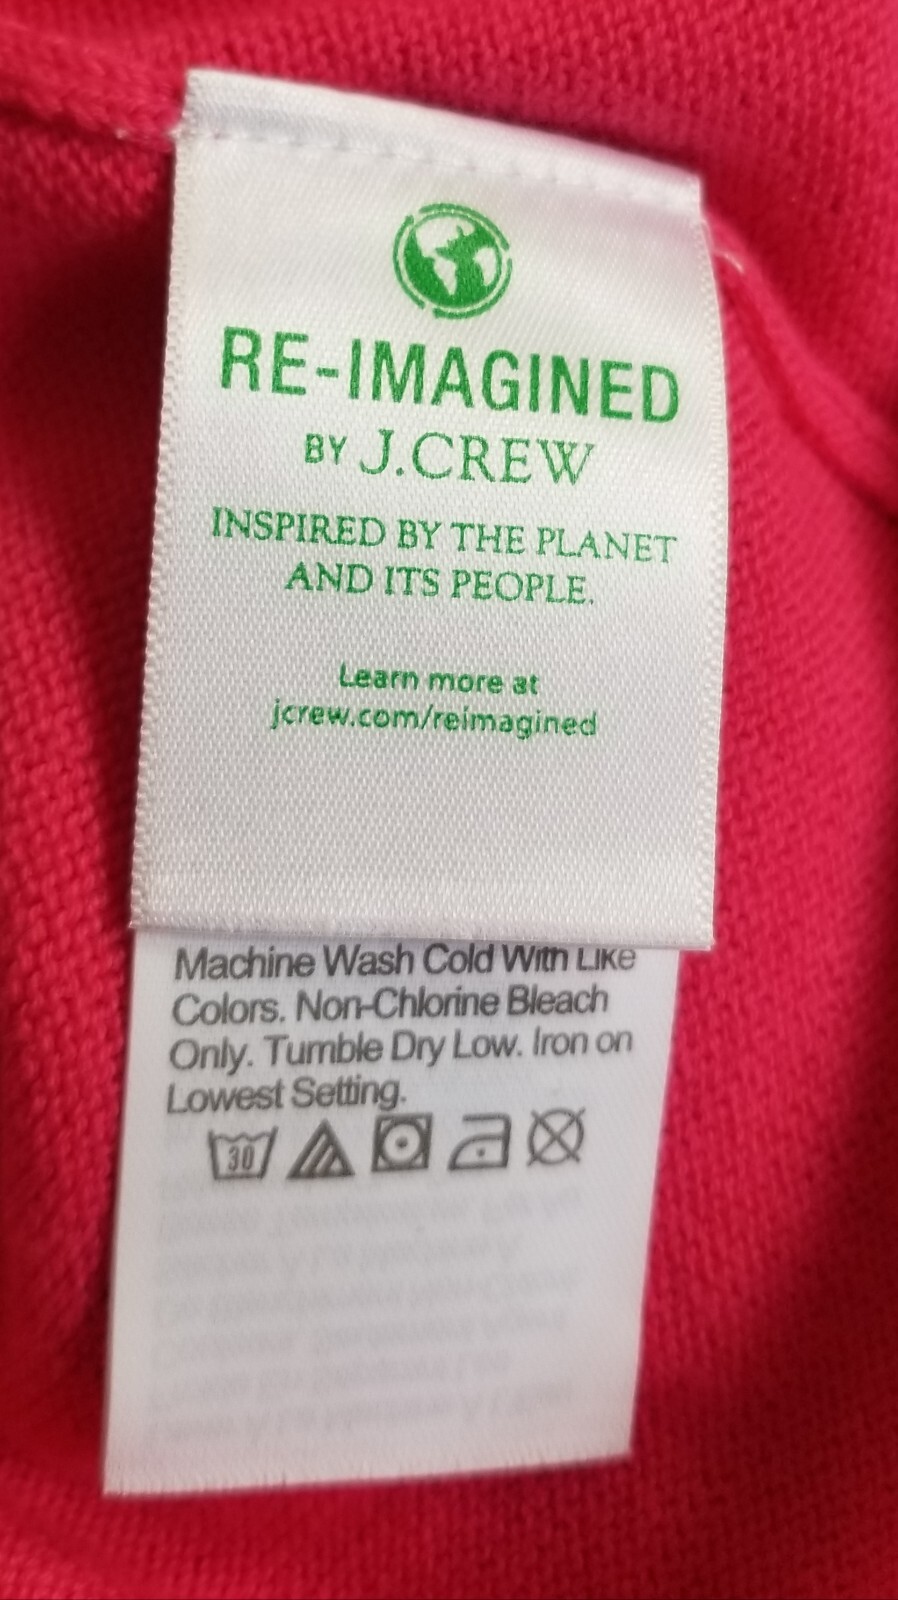 RE-IMAGINED
BY J.CREW
INSPIRED BY THE PLANET
AND ITS PEOPLE.
Learn more at
jcrew.com/reimagined
Machine Wash Cold With Like
Colors. Non-Chlorine Bleach
Only. Tumble Dry Low. Iron on
Lowest Setting.
30